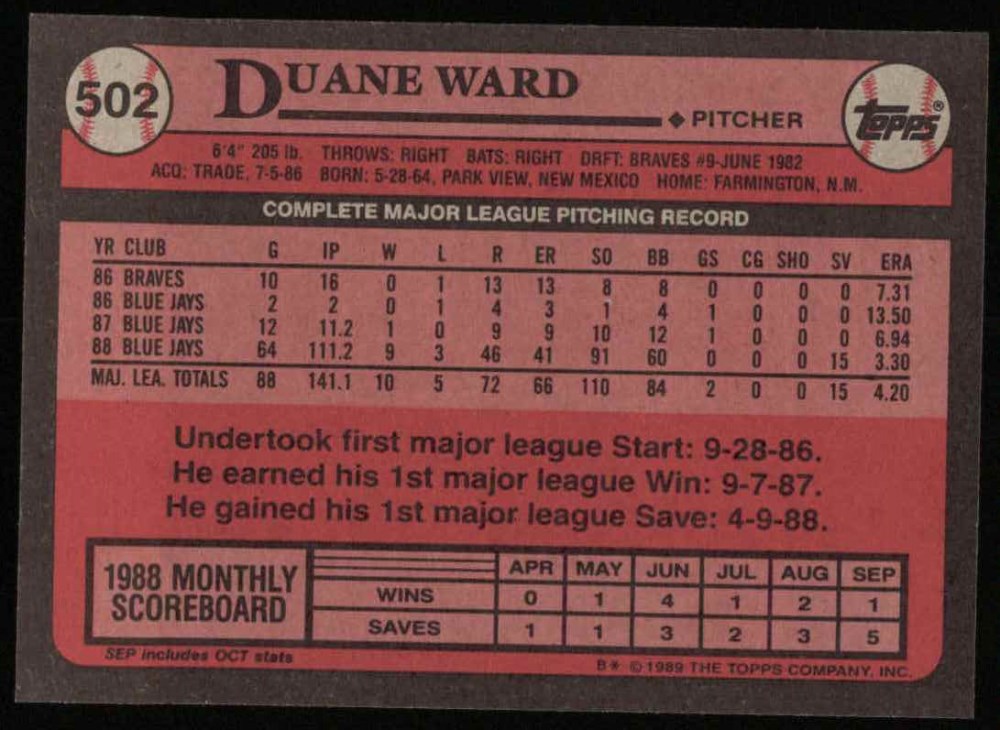 502
DUANE WARD
PITCHER
Topps®
6'4" 205 lb. THROWS: RIGHT BATS: RIGHT DRFT: BRAVES #9-JUNE 1982
ACQ: TRADE, 7-5-86 BORN: 5-28-64, PARK VIEW, NEW MEXICO HOME: FARMINGTON, N.M.
COMPLETE MAJOR LEAGUE PITCHING RECORD
YR CLUB G IP W L R ER SO BB GS CG SHO SV ERA
86 BRAVES 10 16 0 1 13 13 8 8 0 0 0 0 7.31
86 BLUE JAYS 2 2 0 1 4 3 1 4 1 0 0 0 13.50
87 BLUE JAYS 12 11.2 1 0 9 9 10 12 1 0 0 0 6.94
88 BLUE JAYS 64 111.2 9 3 46 41 91 60 0 0 0 15 3.30
MAJ. LEA. TOTALS 88 141.1 10 5 72 66 110 84 2 0 0 15 4.20
Undertook first major league Start: 9-28-86.
He earned his 1st major league Win: 9-7-87.
He gained his 1st major league Save: 4-9-88.
1988 MONTHLY
SCOREBOARD
APR MAY JUN JUL AUG SEP
WINS 0 1 4 1 2 1
SAVES 1 1 3 2 3 5
SEP includes OCT stats
B* © 1989 THE TOPPS COMPANY, INC.